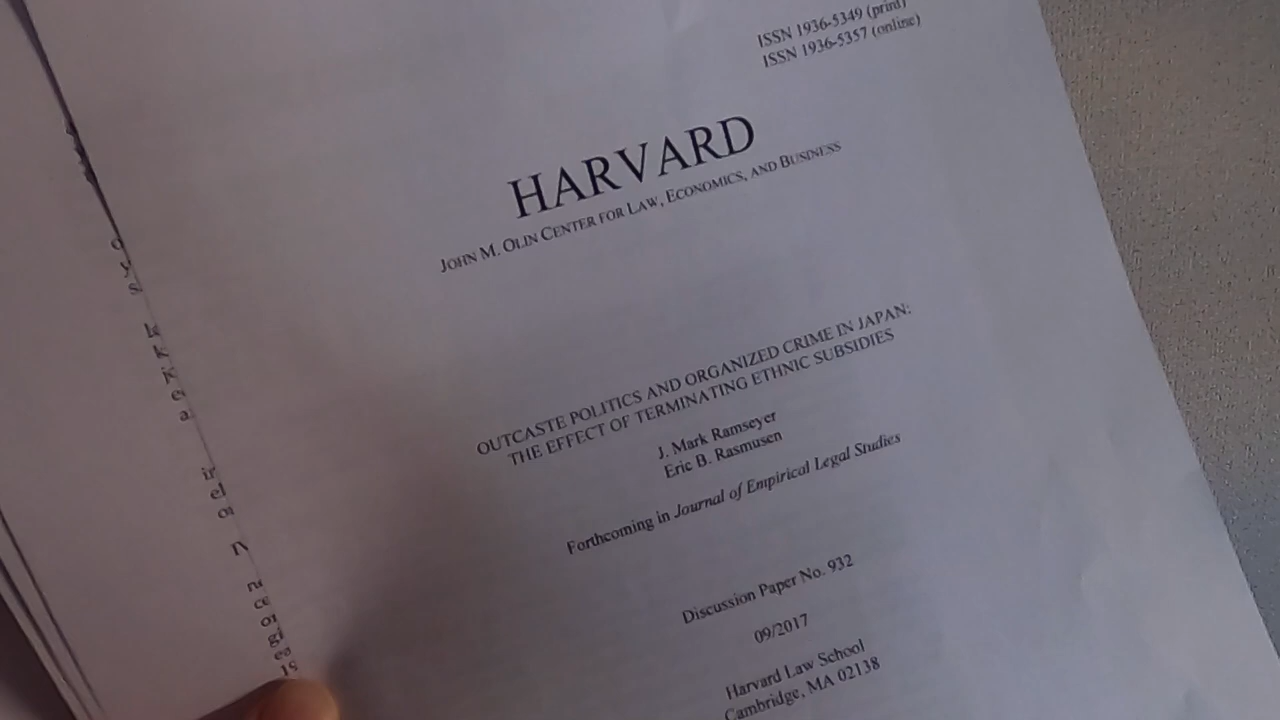 ISSN 1936-5349 (print)
ISSN 1936-5357 (online)
HARVARD
JOHN M. OLIN CENTER FOR LAW, ECONOMICS, AND BUSINESS
OUTCASTE POLITICS AND ORGANIZED CRIME IN JAPAN:
THE EFFECT OF TERMINATING ETHNIC SUBSIDIES
J. Mark Ramseyer
Eric B. Rasmusen
Forthcoming in Journal of Empirical Legal Studies
Discussion Paper No. 932
09/2017
Harvard Law School
Cambridge, MA 02138